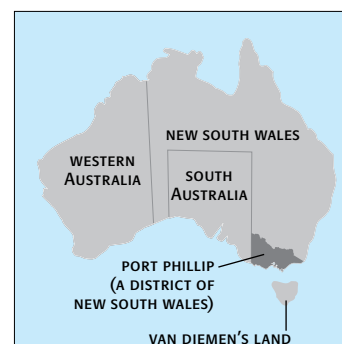 NEW SOUTH WALES
WESTERN
AUSTRALIA
SOUTH
AUSTRALIA
PORT PHILLIP
(A DISTRICT OF
NEW SOUTH WALES)
VAN DIEMEN'S LAND